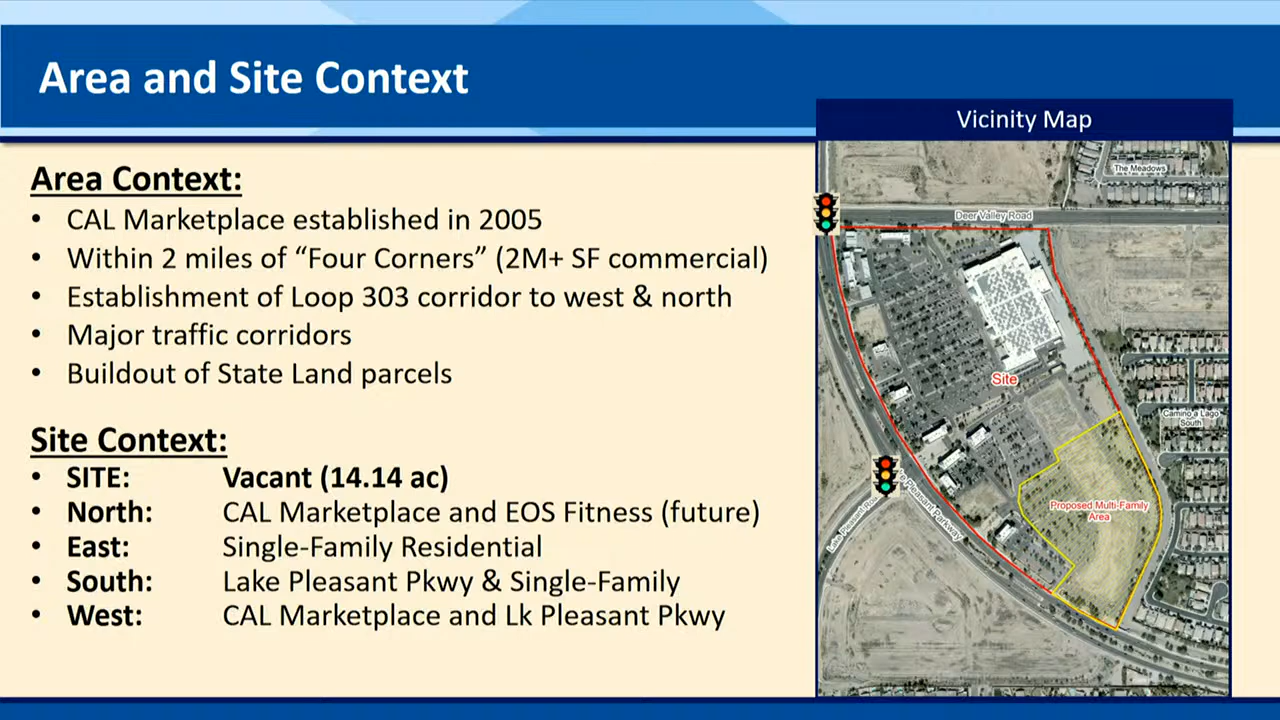 Area and Site Context
Vicinity Map
Area Context:
• CAL Marketplace established in 2005
• Within 2 miles of “Four Corners” (2M+ SF commercial)
• Establishment of Loop 303 corridor to west & north
• Major traffic corridors
• Buildout of State Land parcels
Site Context:
• SITE: Vacant (14.14 ac)
• North: CAL Marketplace and EOS Fitness (future)
• East: Single-Family Residential
• South: Lake Pleasant Pkwy & Single-Family
• West: CAL Marketplace and Lk Pleasant Pkwy
The Meadows
Deer Valley Road
Site
Camino a Lago
South
Proposed Multi-Family
Area
Pleasant Parkway
Lake Pleasant